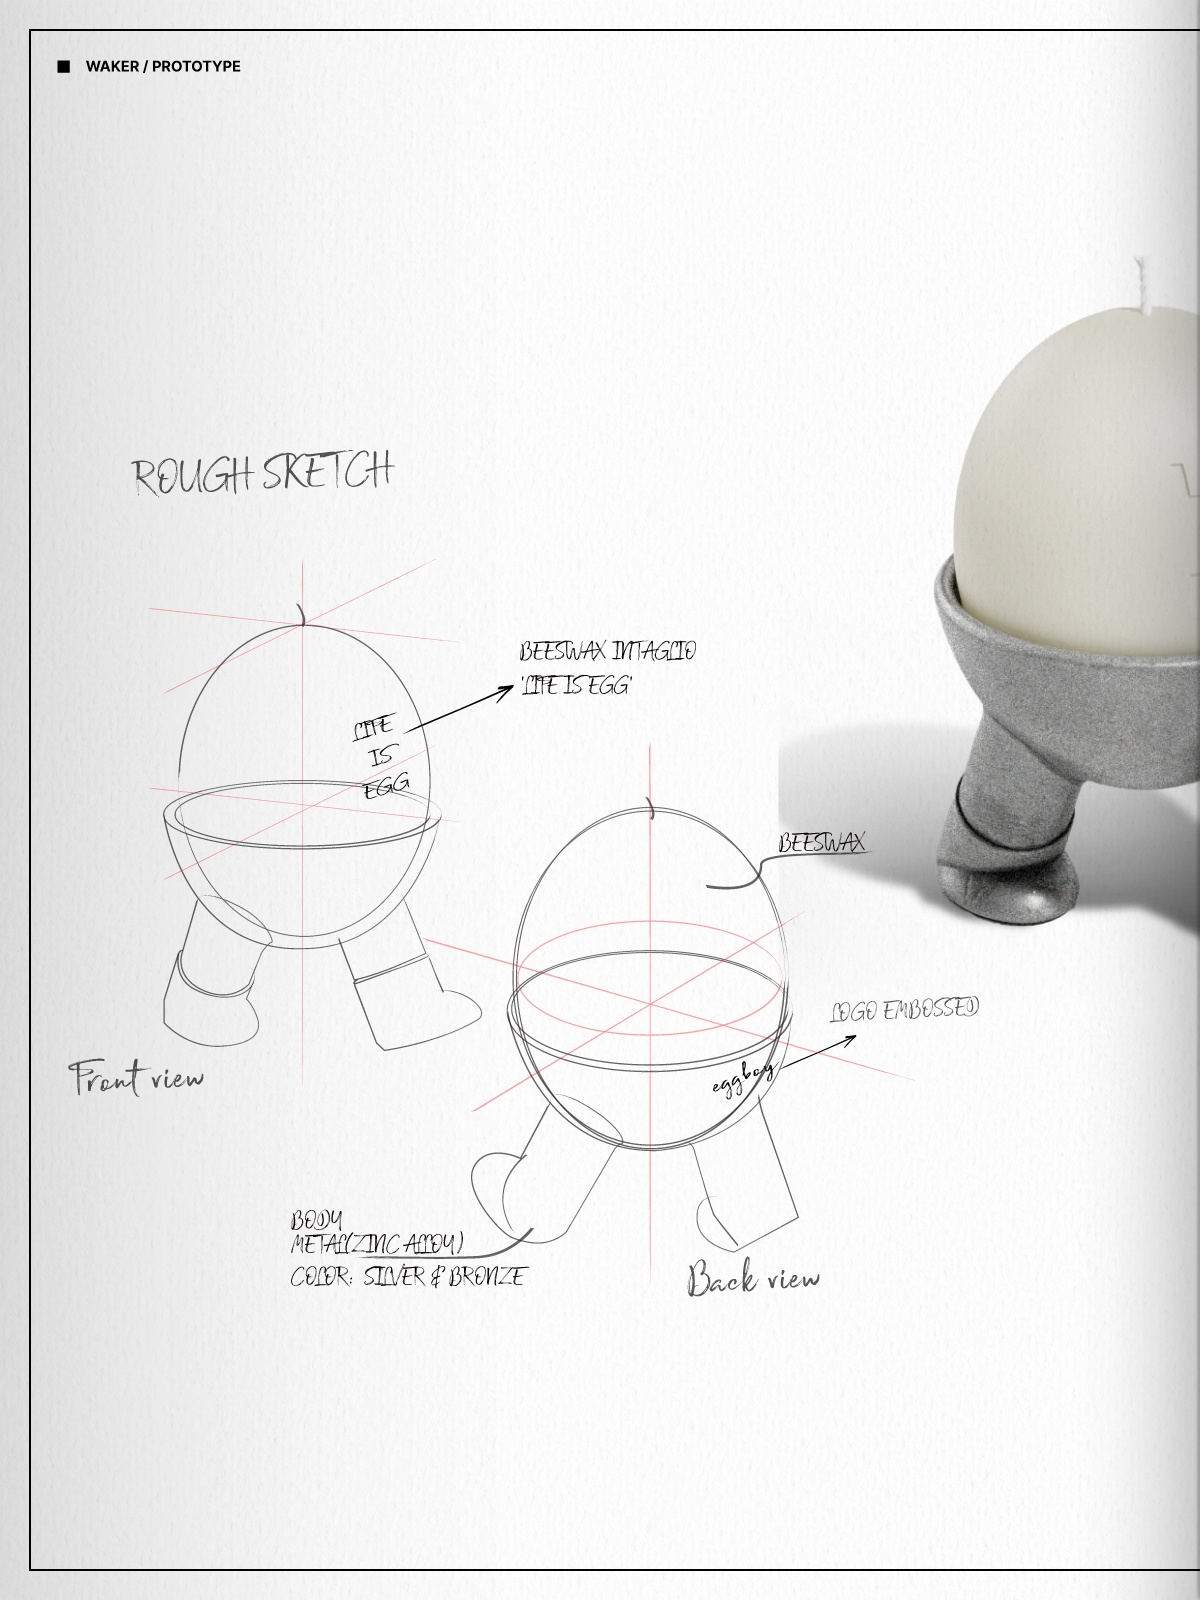 WAKER / PROTOTYPE
ROUGH SKETCH
BEESWAX INTAGLIO
'LIFE IS EGG'
LIFE
IS
EGG
BEESWAX
LOGO EMBOSSED
eggboy
Front view
BODY
METAL(ZINC ALLOY)
COLOR: SILVER & BRONZE
Back view